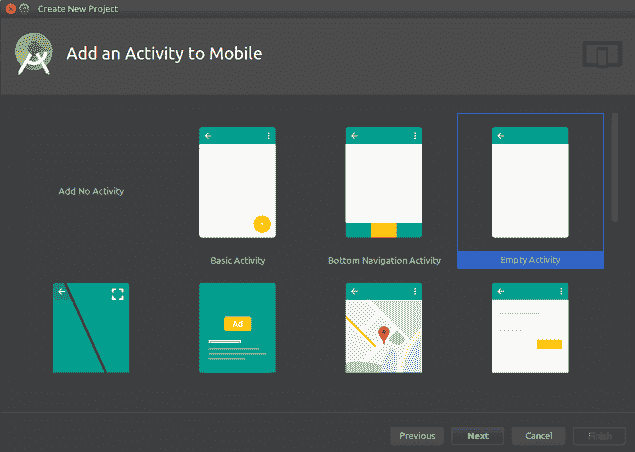 Create New Project
Add an Activity to Mobile
Add No Activity
Basic Activity
Bottom Navigation Activity
Empty Activity
Ad
Previous
Next
Cancel
Finish